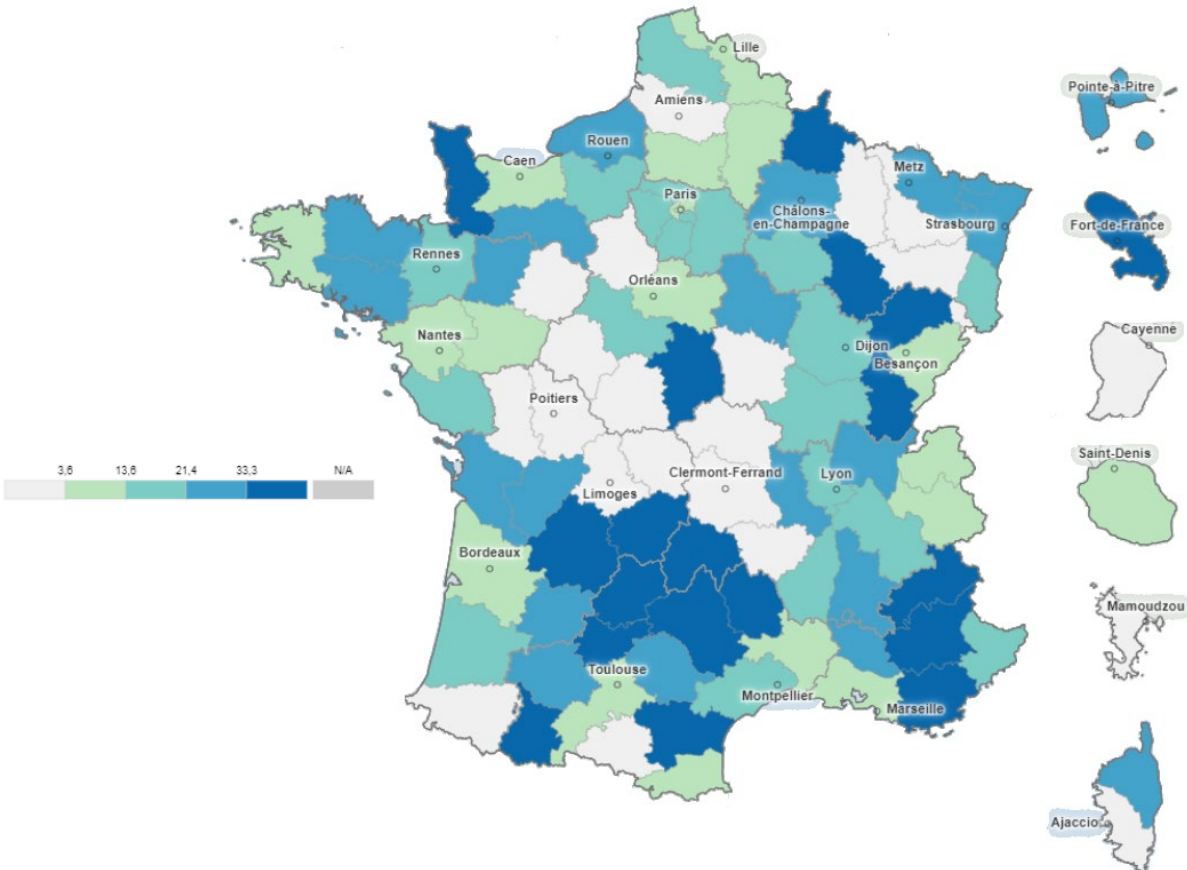 Lille
Amiens
Rouen
Caen
Metz
Paris
Châlons-
en-Champagne
Strasbourg
Rennes
Orléans
Nantes
Dijon
Besançon
Poitiers
Clermont-Ferrand
Lyon
Limoges
Bordeaux
Toulouse
Montpellier
Marseille
3,6 13,6 21,4 33,3 N/A
Pointe-à-Pitre
Fort-de-France
Cayenne
Saint-Denis
Mamoudzou
Ajaccio